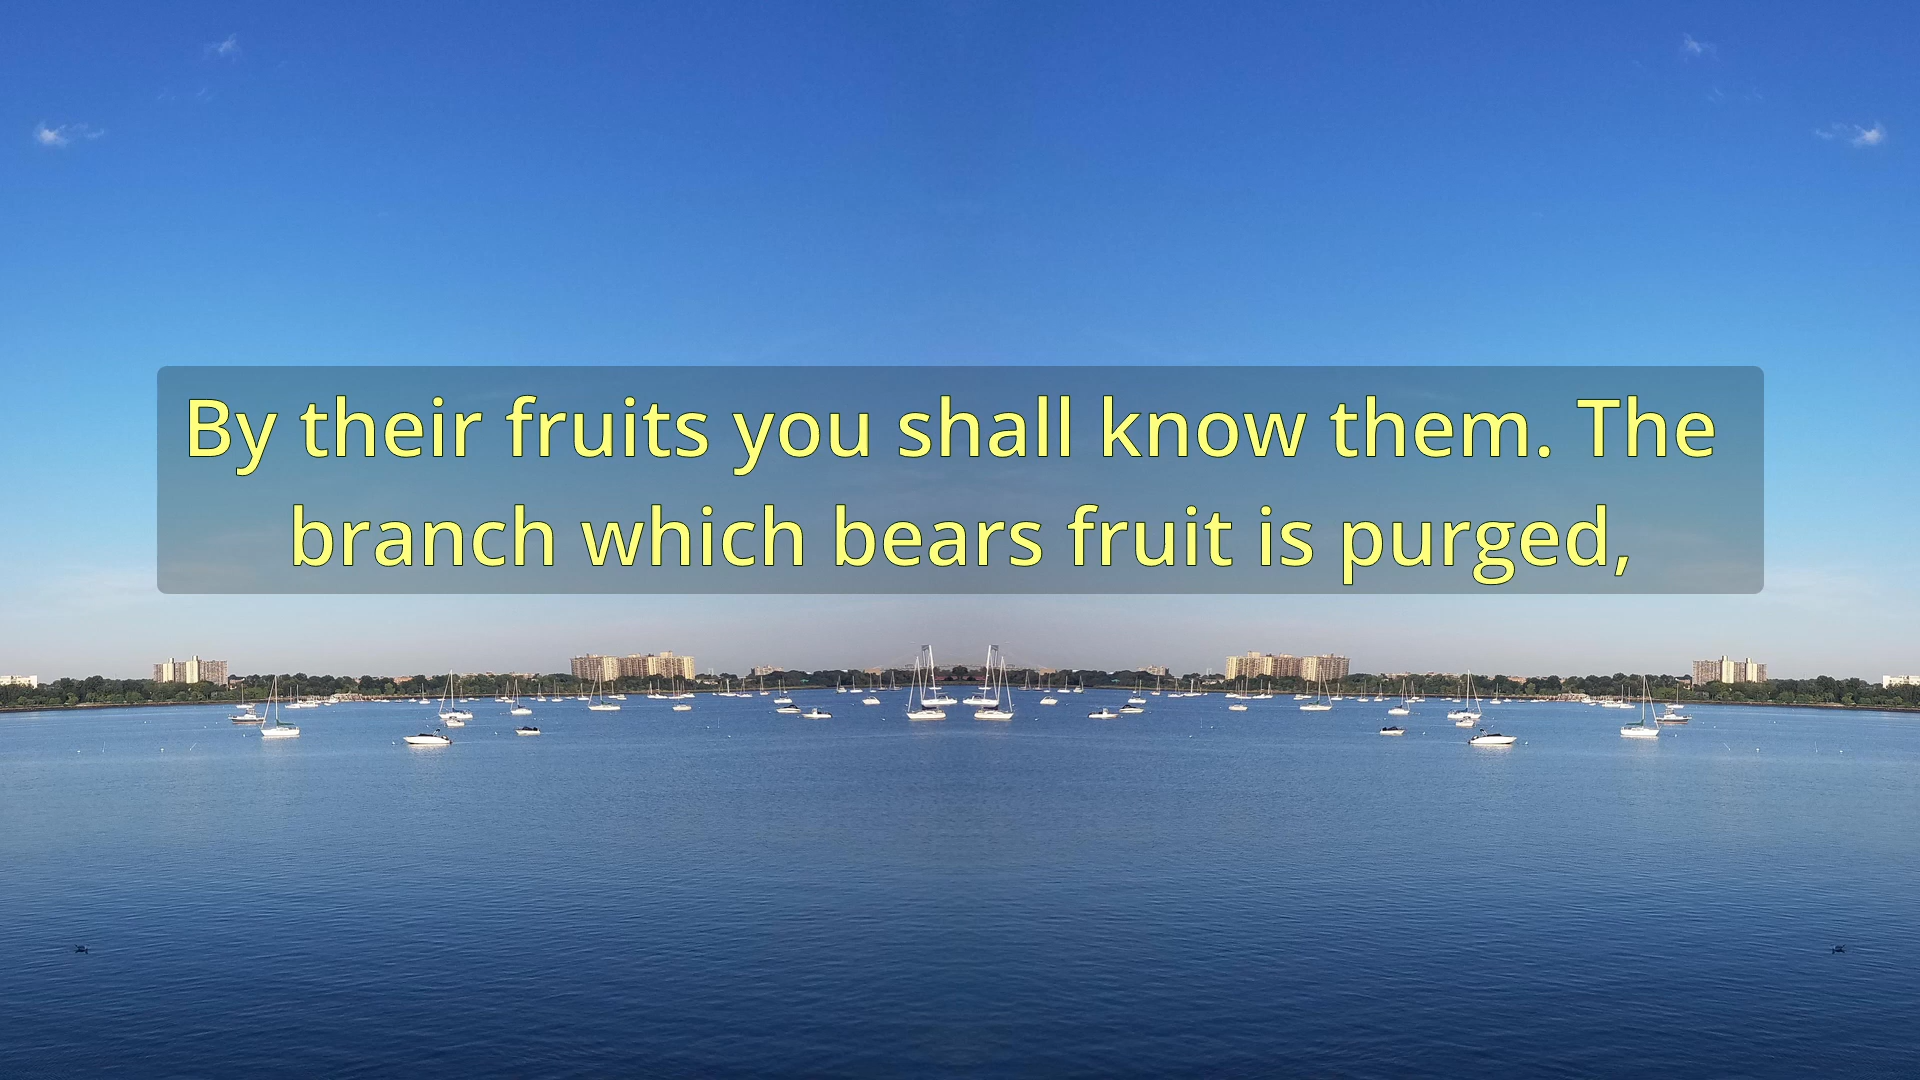 By their fruits you shall know them. The
branch which bears fruit is purged,